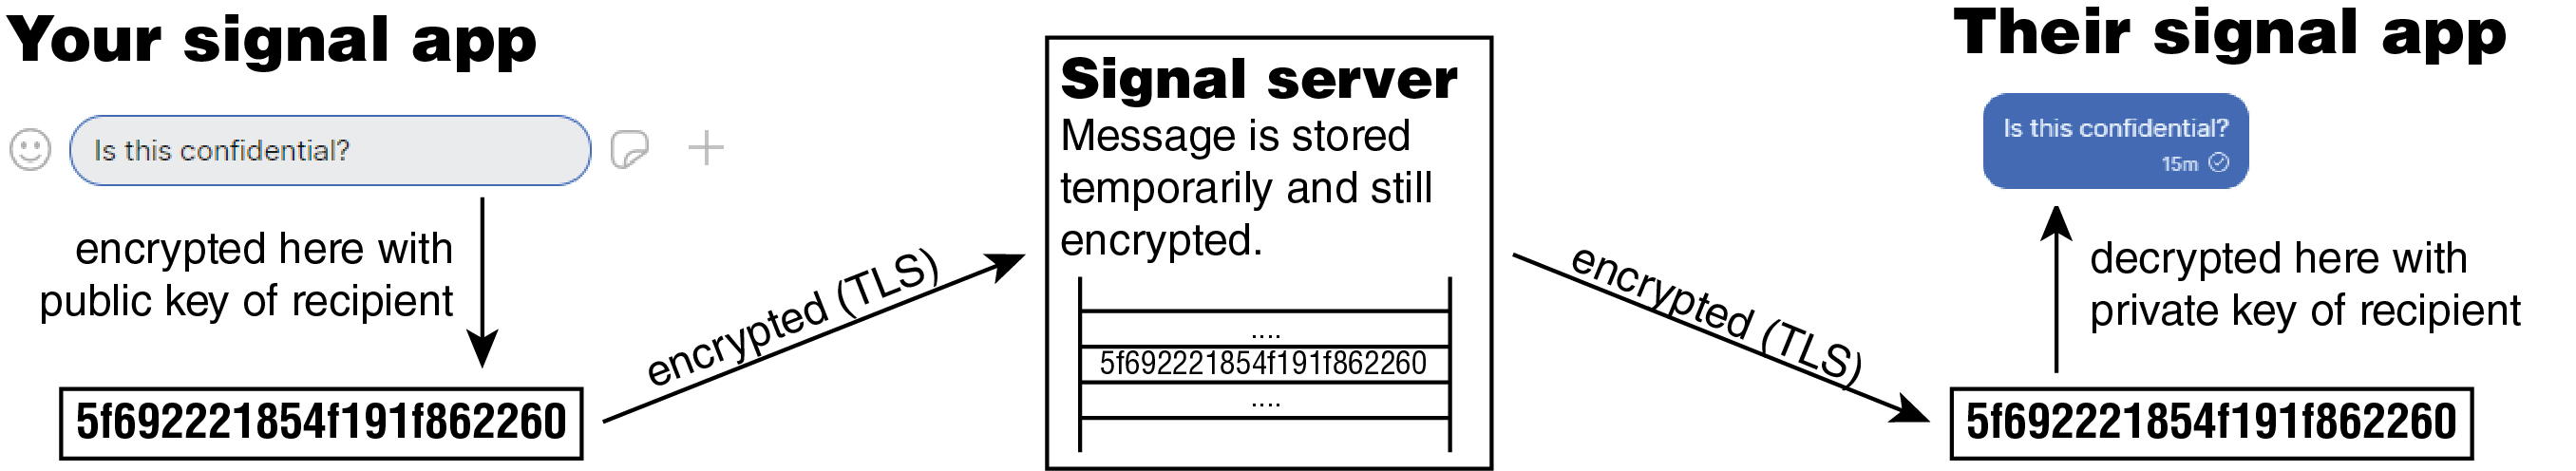 Your signal app
Is this confidential?
encrypted here with
public key of recipient
5f692221854f191f862260
encrypted (TLS)
Signal server
Message is stored
temporarily and still
encrypted.
....
5f692221854f191f862260
....
encrypted (TLS)
Their signal app
Is this confidential?
15m
decrypted here with
private key of recipient
5f692221854f191f862260